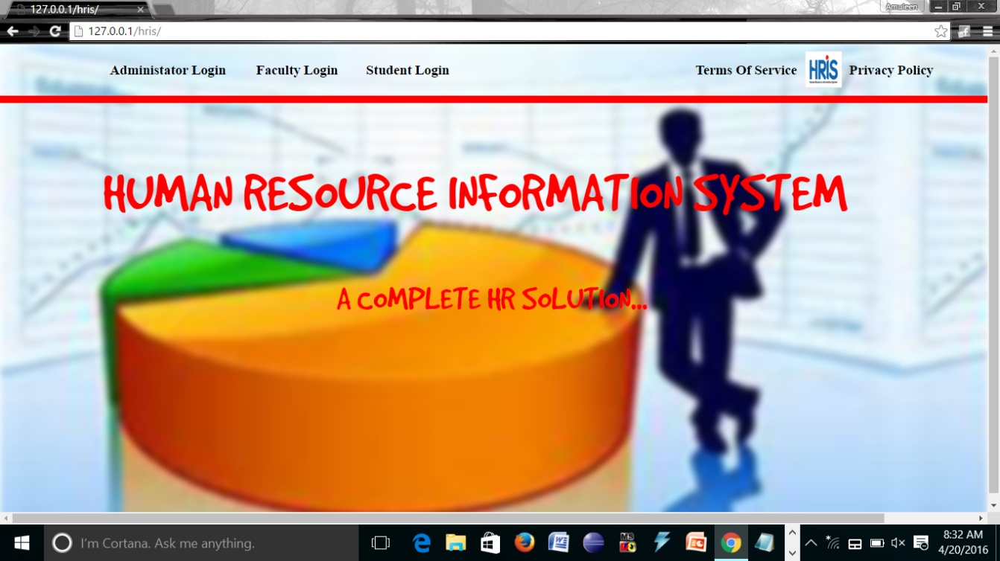 127.0.0.1/hris/
Amuleen
127.0.0.1/hris/
Administator Login Faculty Login Student Login Terms Of Service HRIS Privacy Policy
HUMAN RESOURCE INFORMATION SYSTEM
A COMPLETE HR SOLUTION...
I'm Cortana. Ask me anything.
8:32 AM
4/20/2016